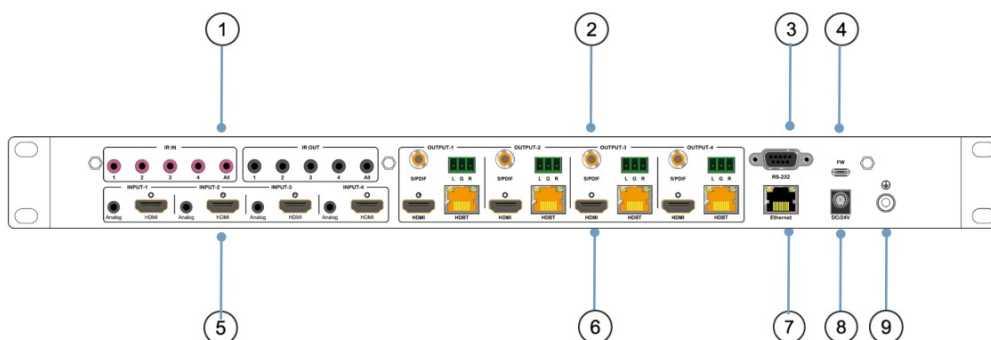 1 2 3 4
IR IN IR OUT OUTPUT-1 OUTPUT-2 OUTPUT-3 OUTPUT-4
1 2 3 4 All 1 2 3 4 All
S/PDIF L G R S/PDIF L G R S/PDIF L G R S/PDIF L G R
RS-232 FW
INPUT-1 INPUT-2 INPUT-3 INPUT-4
Analog HDMI Analog HDMI Analog HDMI Analog HDMI
HDMI HDBT HDMI HDBT HDMI HDBT HDMI HDBT
Ethernet DC/24V
5 6 7 8 9